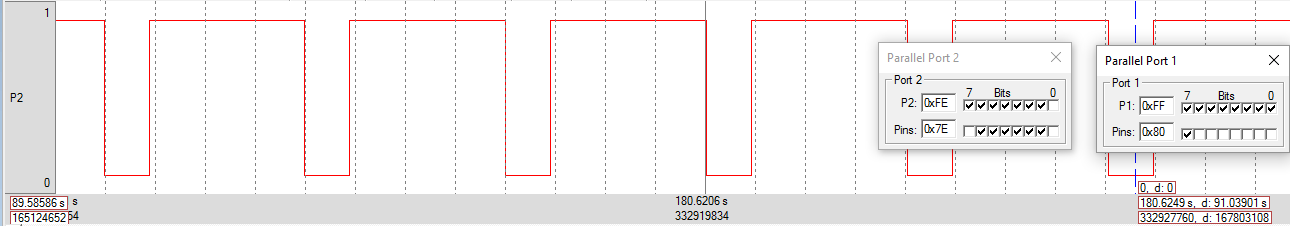 1
P2
0
Parallel Port 2
Port 2
7 Bits 0
P2: 0xFE
Pins: 0x7E
Parallel Port 1
Port 1
7 Bits 0
P1: 0xFF
Pins: 0x80
89.58586 s s
165124652 54
180.6206 s
332919834
0, d: 0
180.6249 s, d: 91.03901 s
332927760, d: 167803108